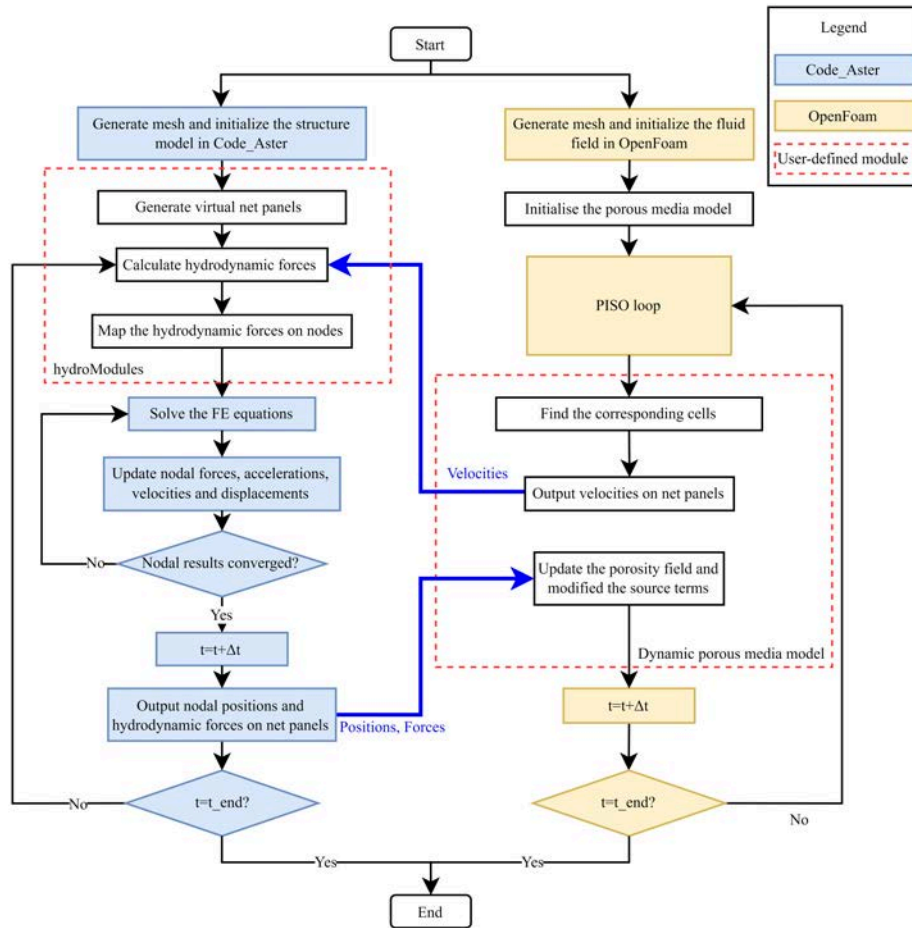 Start
Legend
Code_Aster
OpenFoam
User-defined module
Generate mesh and initialize the structure
model in Code_Aster
Generate virtual net panels
Calculate hydrodynamic forces
Map the hydrodynamic forces on nodes
hydroModules
Solve the FE equations
Update nodal forces, accelerations,
velocities and displacements
Nodal results converged?
No
Yes
t=t+Δt
Output nodal positions and
hydrodynamic forces on net panels
t=t_end?
No
Yes
Generate mesh and initialize the fluid
field in OpenFoam
Initialise the porous media model
PISO loop
Find the corresponding cells
Velocities
Output velocities on net panels
Update the porosity field and
modified the source terms
Dynamic porous media model
Positions, Forces
t=t+Δt
t=t_end?
No
Yes
End